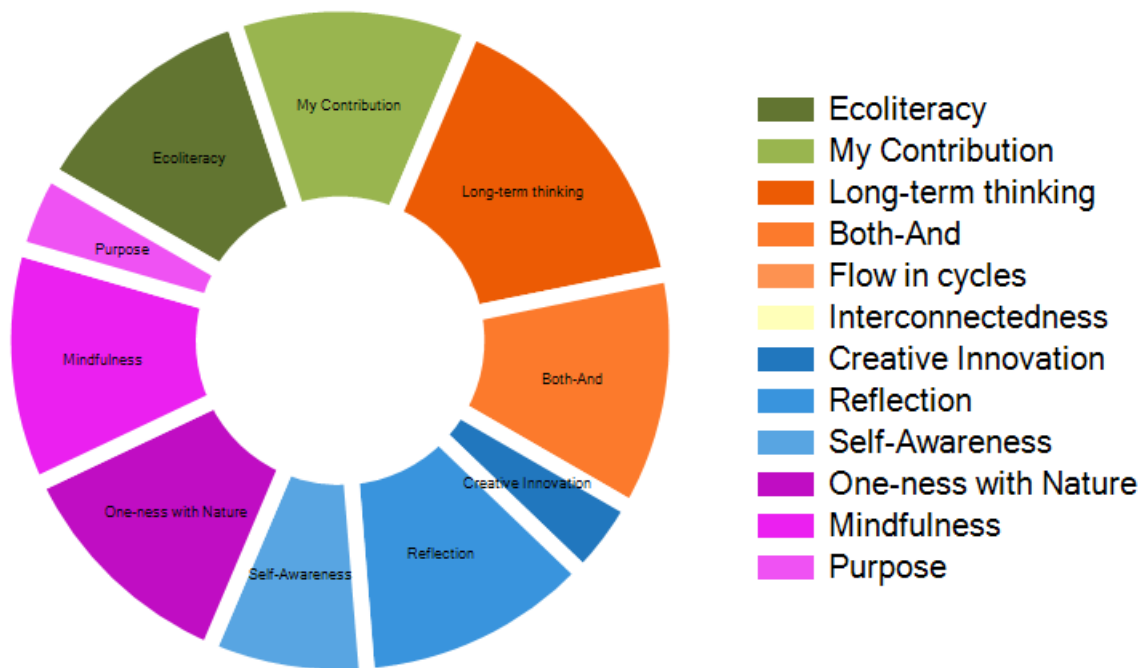 My Contribution
Ecoliteracy
Long-term thinking
Purpose
Mindfulness
Both-And
Creative Innovation
One-ness with Nature
Reflection
Self-Awareness
Ecoliteracy
My Contribution
Long-term thinking
Both-And
Flow in cycles
Interconnectedness
Creative Innovation
Reflection
Self-Awareness
One-ness with Nature
Mindfulness
Purpose